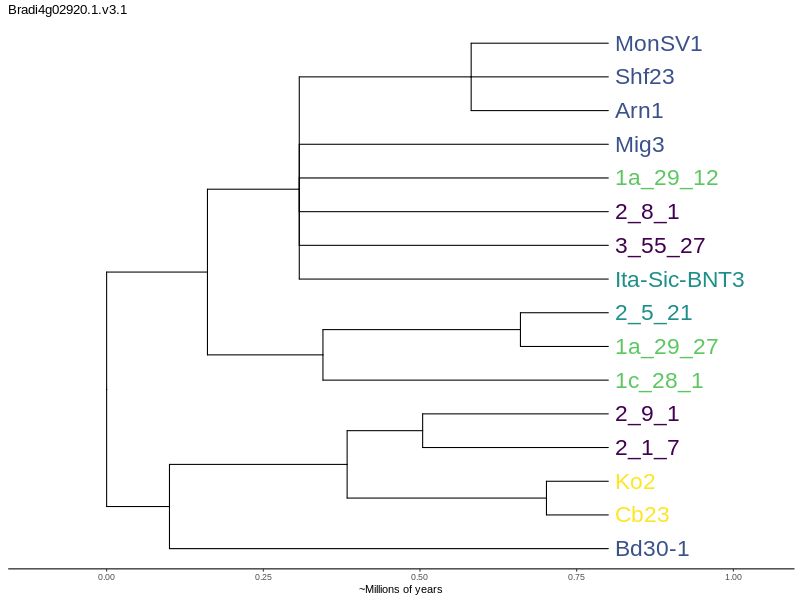 Bradi4g02920.1.v3.1
MonSV1
Shf23
Arn1
Mig3
1a_29_12
2_8_1
3_55_27
Ita-Sic-BNT3
2_5_21
1a_29_27
1c_28_1
2_9_1
2_1_7
Ko2
Cb23
Bd30-1
0.00 0.25 0.50 0.75 1.00
~Millions of years